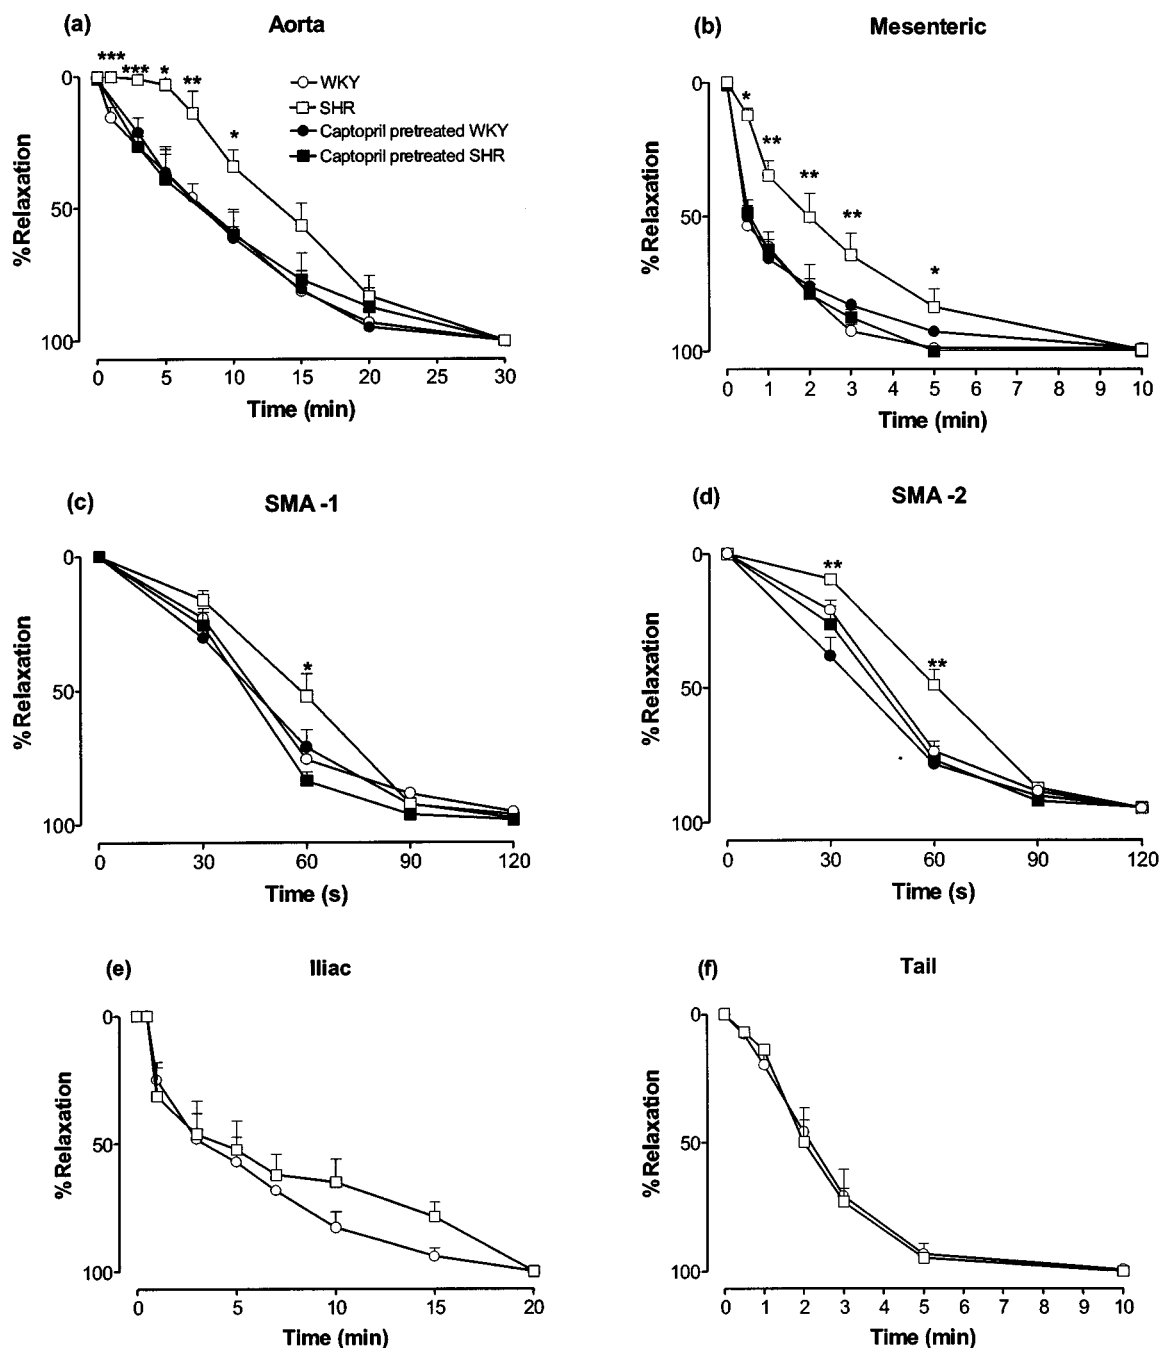 (a) Aorta
*** *** * ** *
WKY
SHR
Captopril pretreated WKY
Captopril pretreated SHR
0
50
100
%Relaxation
0 5 10 15 20 25 30
Time (min)
(b) Mesenteric
* ** ** ** *
0
50
100
%Relaxation
0 1 2 3 4 5 6 7 8 9 10
Time (min)
(c) SMA -1
*
0
50
100
%Relaxation
0 30 60 90 120
Time (s)
(d) SMA -2
** **
0
50
100
%Relaxation
0 30 60 90 120
Time (s)
(e) Iliac
0
50
100
%Relaxation
0 5 10 15 20
Time (min)
(f) Tail
0
50
100
%Relaxation
0 1 2 3 4 5 6 7 8 9 10
Time (min)